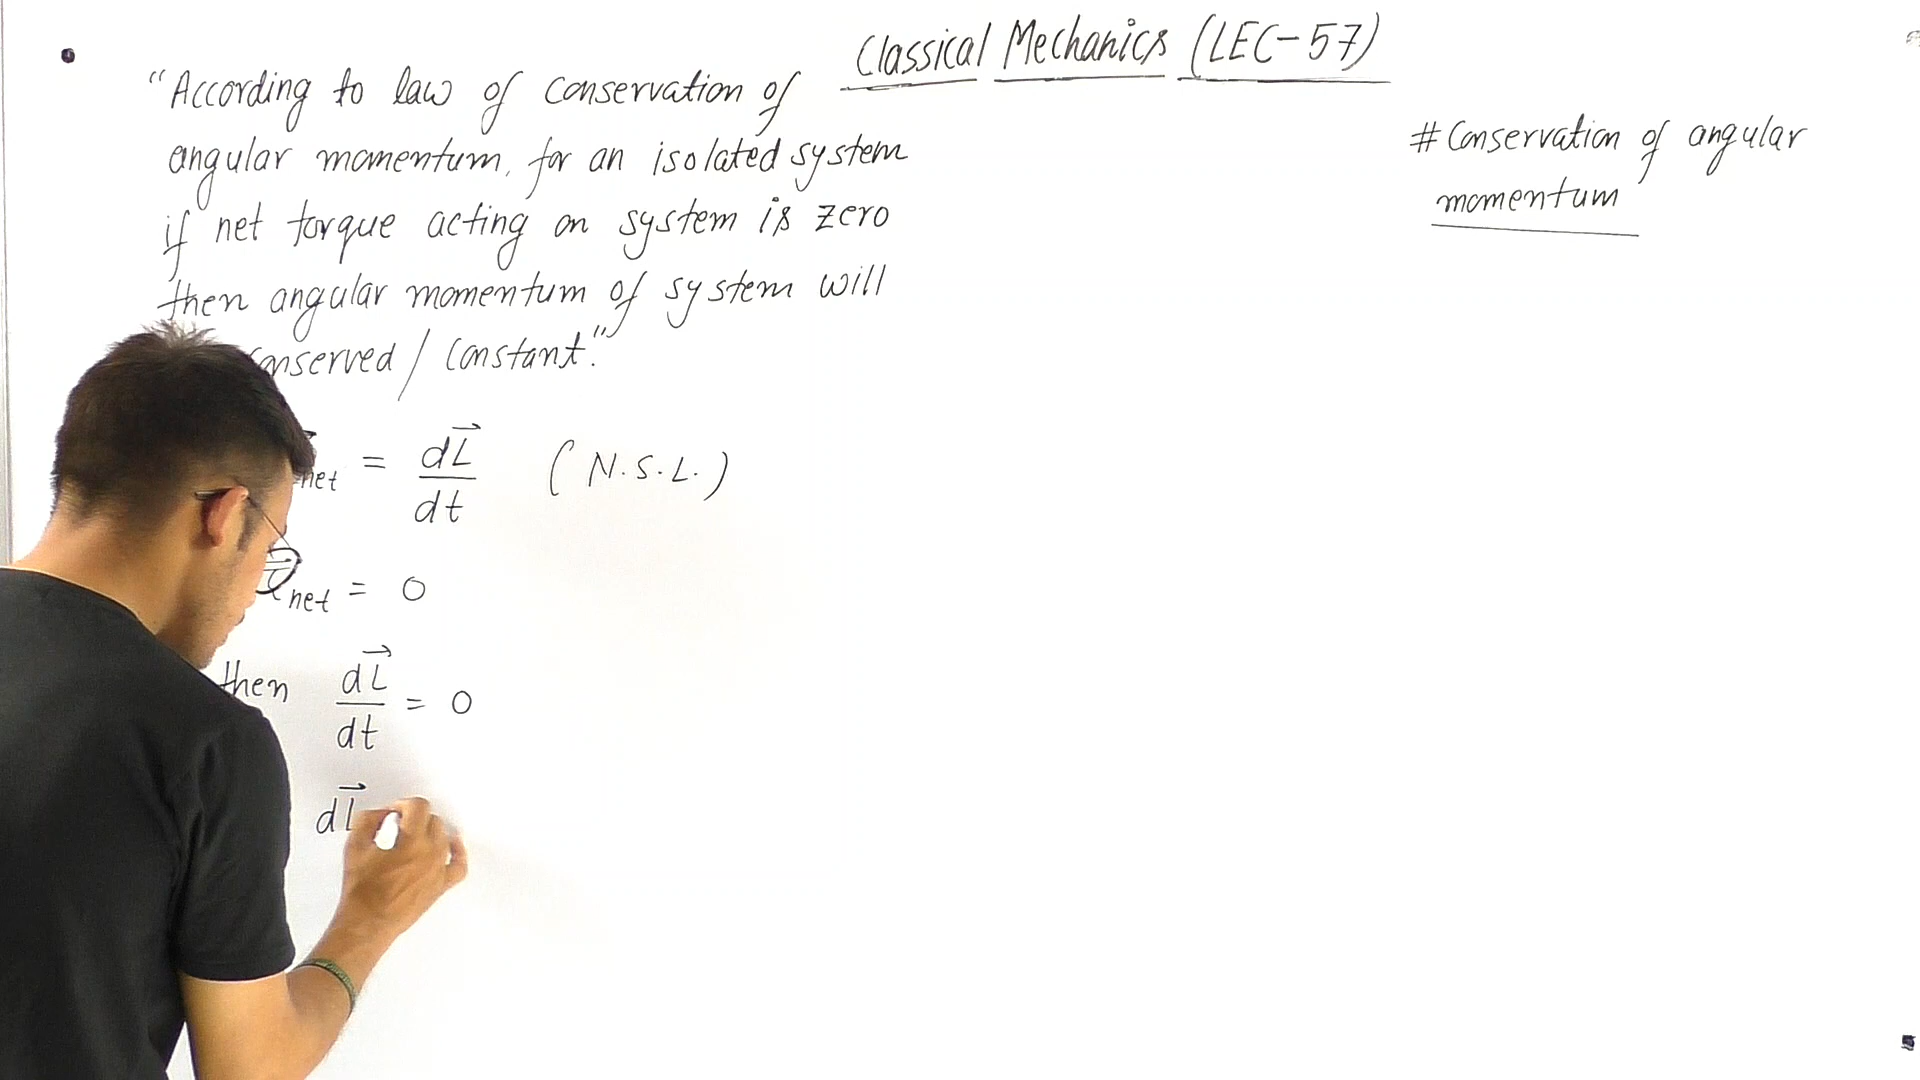 Classical Mechanics (LEC-57)
# Conservation of angular
momentum
"According to law of conservation of
angular momentum, for an isolated system
if net torque acting on system is zero
then angular momentum of system will
conserved / constant."
net = dL⃗/dt (N.S.L.)
τ⃗net = 0
then dL⃗/dt = 0
dL⃗